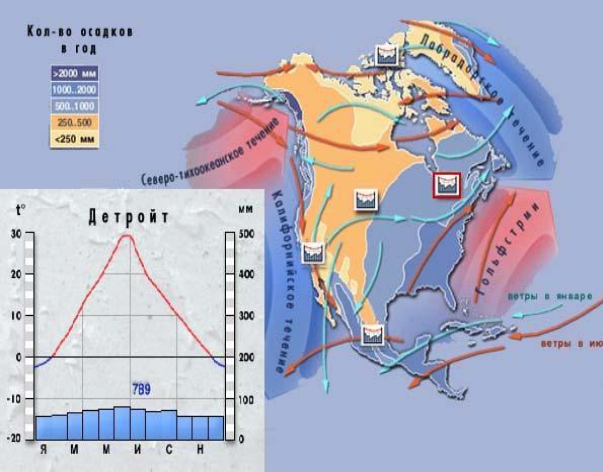 Кол-во осадков
в год
>2000 мм
1000..2000
500..1000
250..500
<250 мм
Лабрадорское течение
Северо-тихоокеанское течение
Калифорнийское течение
Гольфстрим
ветры в январе
ветры в ию
t°
Детройт
мм
30
20
10
0
-10
-20
500
400
300
200
100
0
789
Я М М И С Н